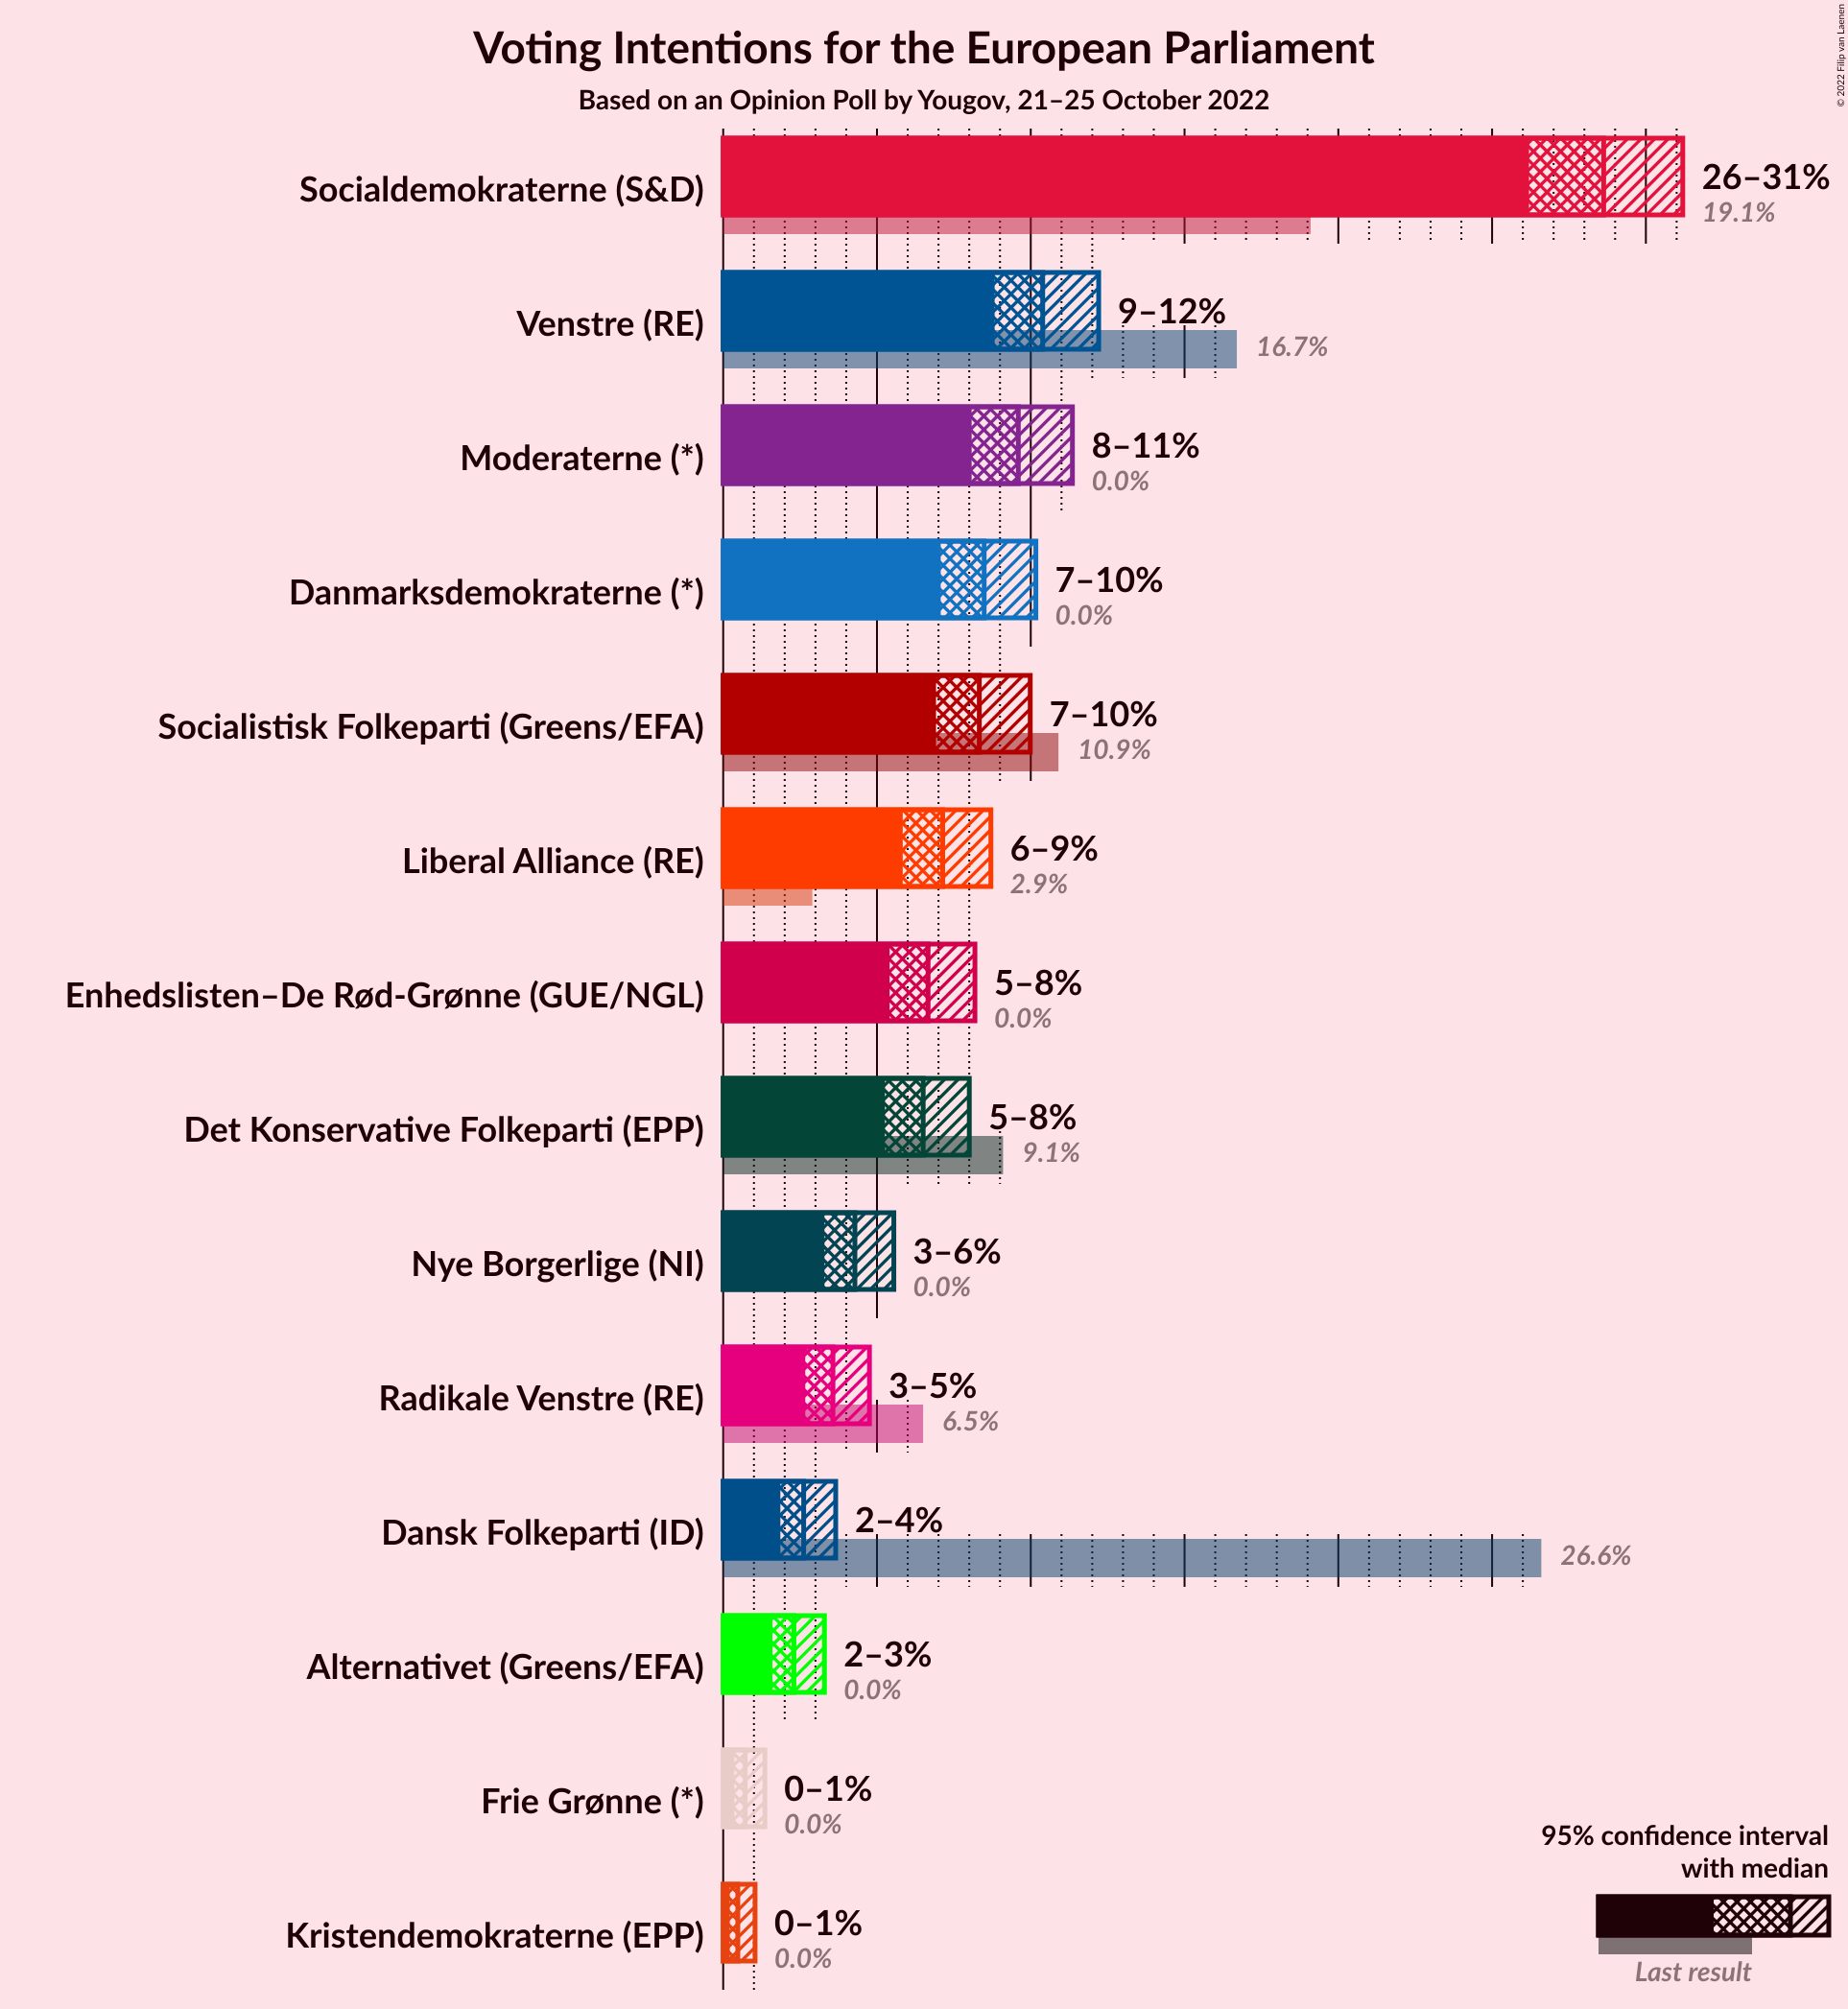 Voting Intentions for the European Parliament
Based on an Opinion Poll by Yougov, 21–25 October 2022
© 2022 Filip van Laenen
Socialdemokraterne (S&D)
26–31%
19.1%
Venstre (RE)
9–12%
16.7%
Moderaterne (*)
8–11%
0.0%
Danmarksdemokraterne (*)
7–10%
0.0%
Socialistisk Folkeparti (Greens/EFA)
7–10%
10.9%
Liberal Alliance (RE)
6–9%
2.9%
Enhedslisten–De Rød-Grønne (GUE/NGL)
5–8%
0.0%
Det Konservative Folkeparti (EPP)
5–8%
9.1%
Nye Borgerlige (NI)
3–6%
0.0%
Radikale Venstre (RE)
3–5%
6.5%
Dansk Folkeparti (ID)
2–4%
26.6%
Alternativet (Greens/EFA)
2–3%
0.0%
Frie Grønne (*)
0–1%
0.0%
Kristendemokraterne (EPP)
0–1%
0.0%
95% confidence interval
with median
Last result